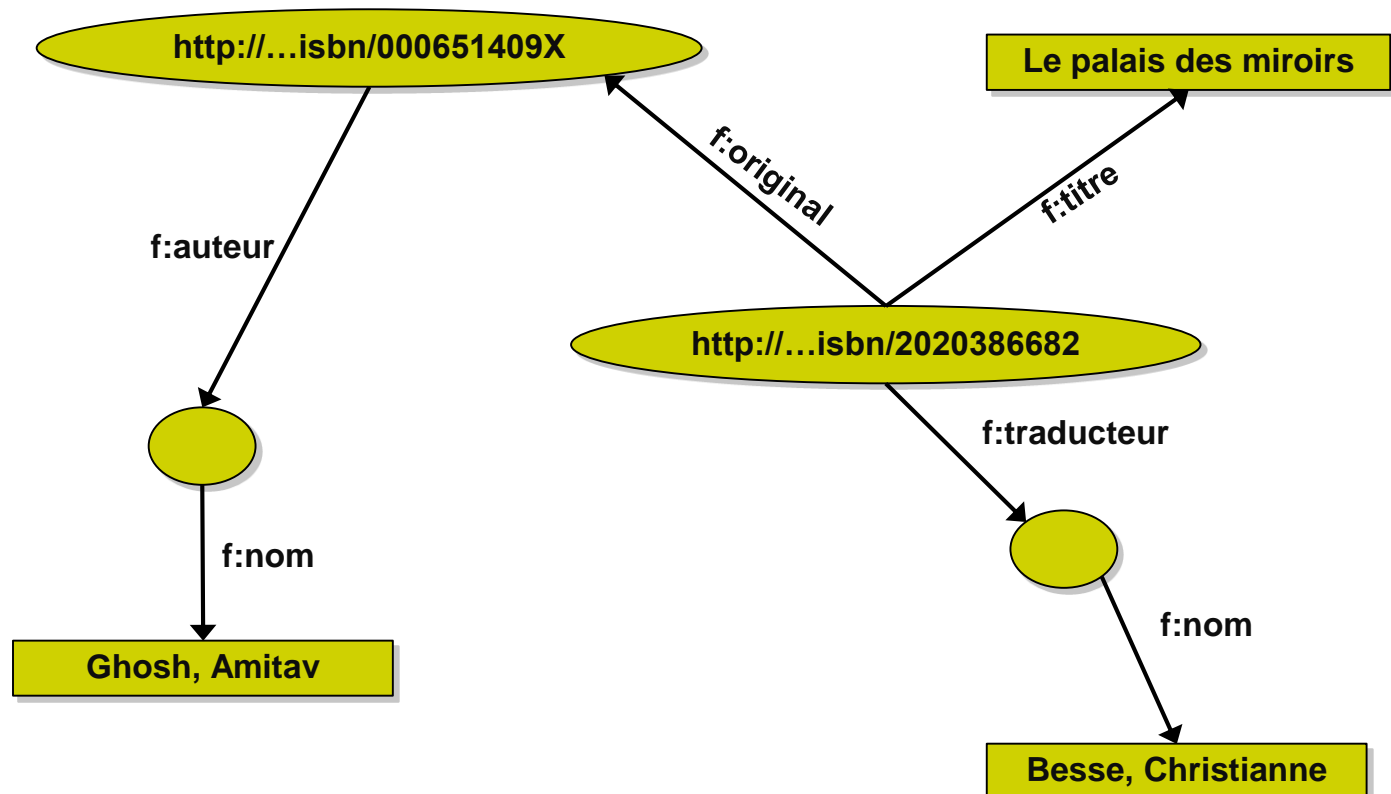 http://…isbn/000651409X
Le palais des miroirs
f:original
f:titre
f:auteur
http://…isbn/2020386682
f:traducteur
f:nom
f:nom
Ghosh, Amitav
Besse, Christianne